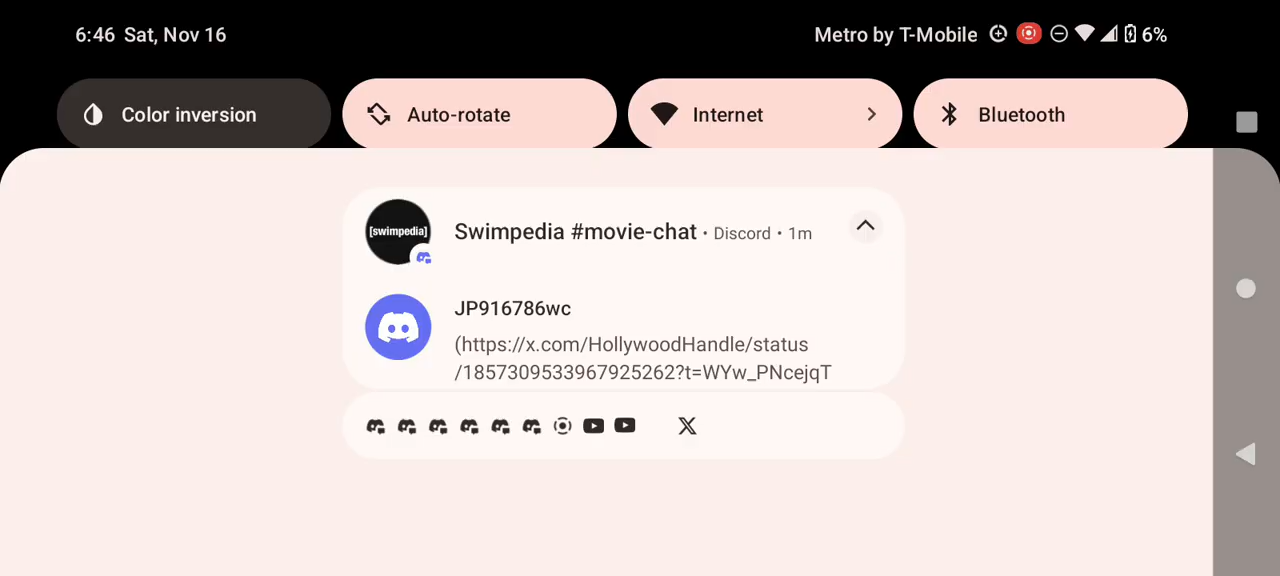 6:46 Sat, Nov 16
Metro by T-Mobile 6%
Color inversion
Auto-rotate
Internet
Bluetooth
[swimpedia]
Swimpedia #movie-chat • Discord • 1m
JP916786wc
(https://x.com/HollywoodHandle/status
/1857309533967925262?t=WYw_PNcejqT